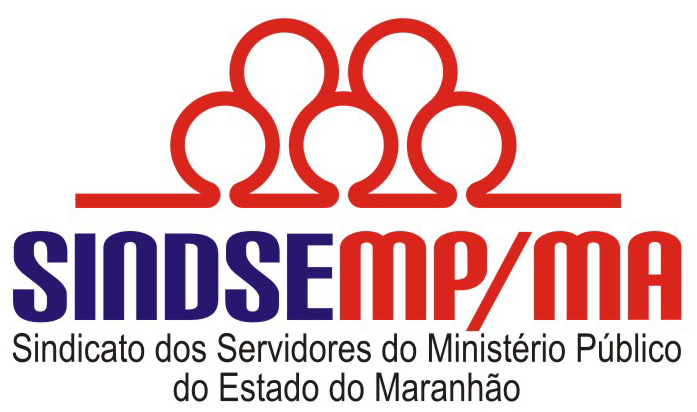 SINDSEMP/MA
Sindicato dos Servidores do Ministério Público
do Estado do Maranhão